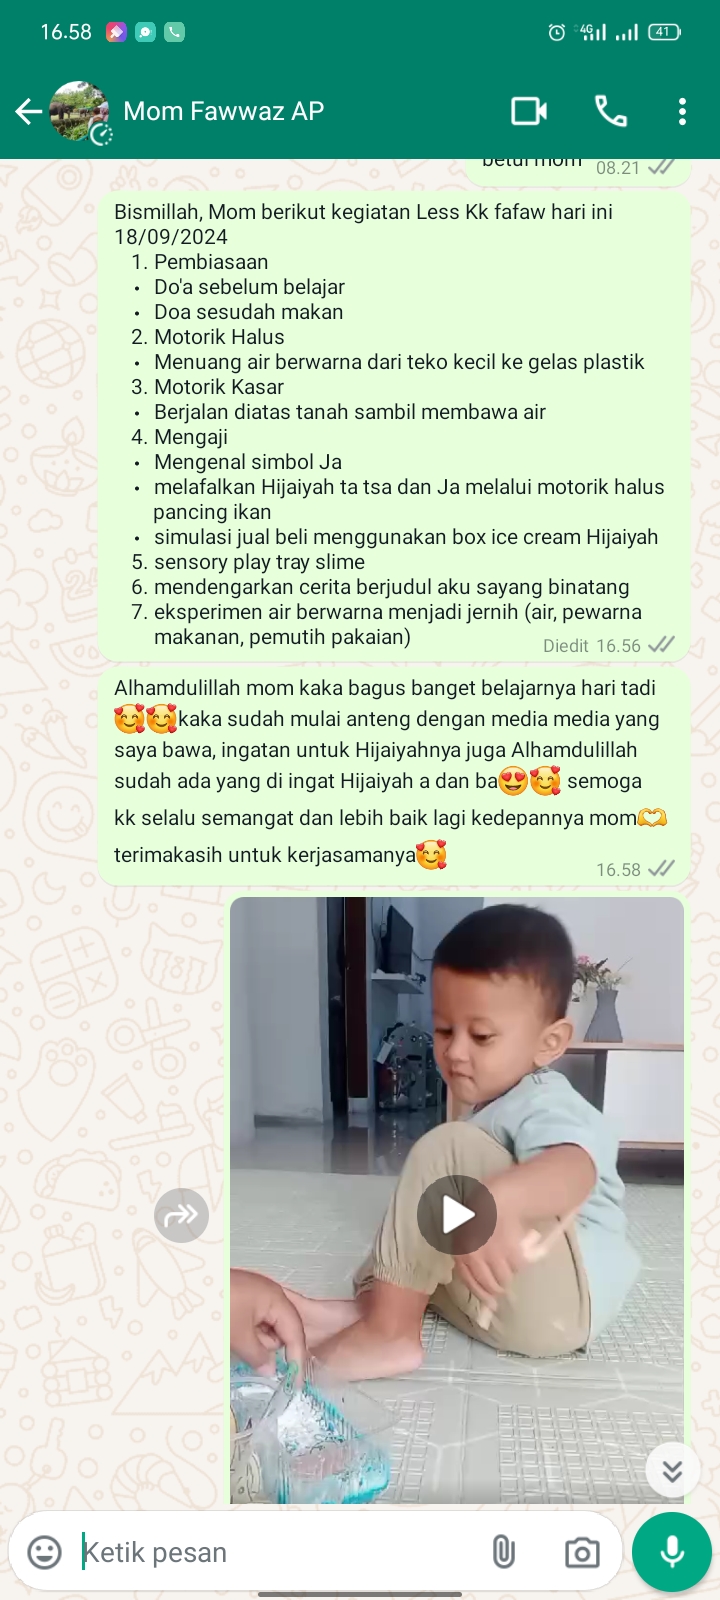 16.58
4G
41
Mom Fawwaz AP
betul mom 08.21
Bismillah, Mom berikut kegiatan Less Kk fafaw hari ini
18/09/2024
1. Pembiasaan
• Do'a sebelum belajar
• Doa sesudah makan
2. Motorik Halus
• Menuang air berwarna dari teko kecil ke gelas plastik
3. Motorik Kasar
• Berjalan diatas tanah sambil membawa air
4. Mengaji
• Mengenal simbol Ja
• melafalkan Hijaiyah ta tsa dan Ja melalui motorik halus
pancing ikan
• simulasi jual beli menggunakan box ice cream Hijaiyah
5. sensory play tray slime
6. mendengarkan cerita berjudul aku sayang binatang
7. eksperimen air berwarna menjadi jernih (air, pewarna
makanan, pemutih pakaian)
Diedit 16.56
Alhamdulillah mom kaka bagus banget belajarnya hari tadi
🥰🥰kaka sudah mulai anteng dengan media media yang
saya bawa, ingatan untuk Hijaiyahnya juga Alhamdulillah
sudah ada yang di ingat Hijaiyah a dan ba😍🥰 semoga
kk selalu semangat dan lebih baik lagi kedepannya mom🫶
terimakasih untuk kerjasamanya🥰
16.58
Ketik pesan